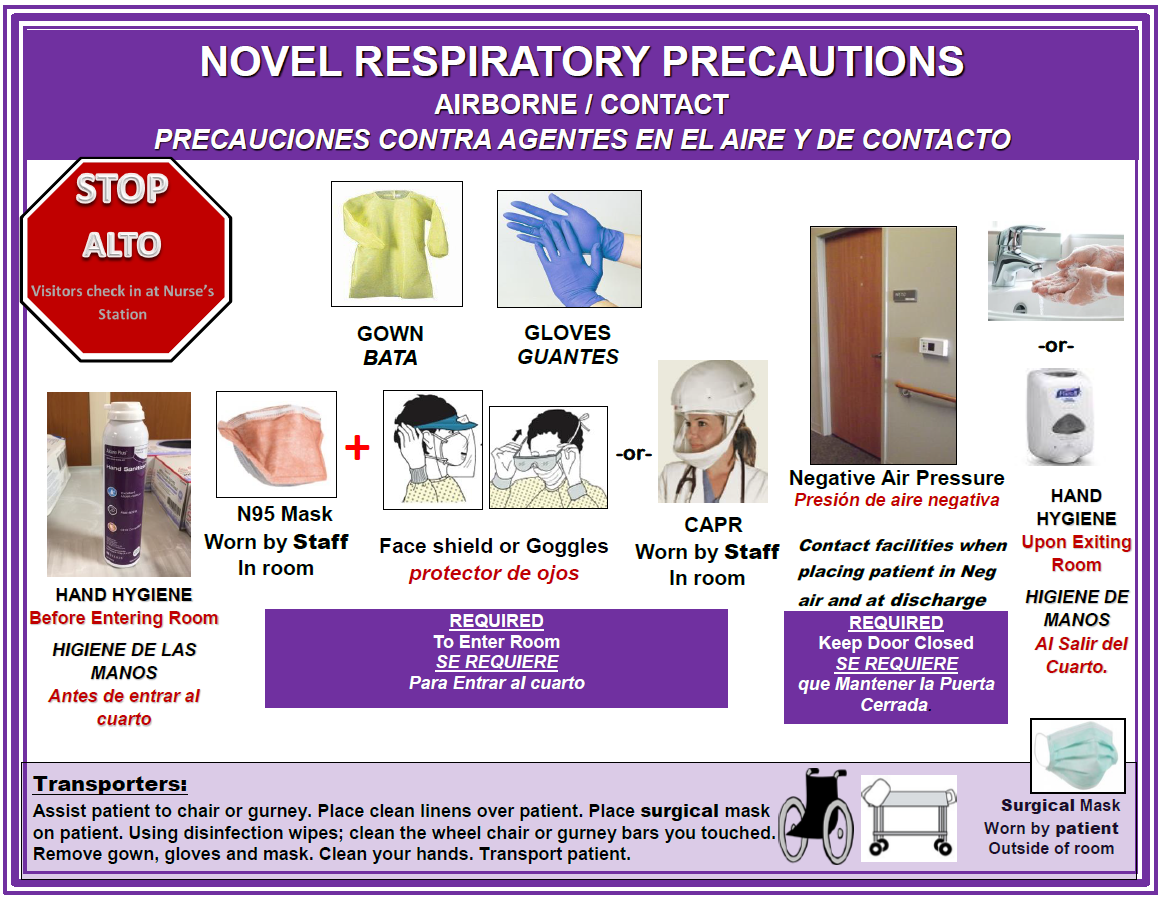 NOVEL RESPIRATORY PRECAUTIONS
AIRBORNE / CONTACT
PRECAUCIONES CONTRA AGENTES EN EL AIRE Y DE CONTACTO
STOP
ALTO
Visitors check in at Nurse's
Station
GOWN
BATA
GLOVES
GUANTES
-or-
Hand Sanitizer
HAND HYGIENE
Before Entering Room
HIGIENE DE LAS
MANOS
Antes de entrar al
cuarto
N95 Mask
Worn by Staff
In room
+
Face shield or Goggles
protector de ojos
-or-
CAPR
Worn by Staff
In room
REQUIRED
To Enter Room
SE REQUIERE
Para Entrar al cuarto
Negative Air Pressure
Presión de aire negativa
Contact facilities when
placing patient in Neg
air and at discharge
REQUIRED
Keep Door Closed
SE REQUIERE
que Mantener la Puerta
Cerrada.
HAND
HYGIENE
Upon Exiting
Room
HIGIENE DE
MANOS
Al Salir del
Cuarto.
Transporters:
Assist patient to chair or gurney. Place clean linens over patient. Place surgical mask
on patient. Using disinfection wipes; clean the wheel chair or gurney bars you touched.
Remove gown, gloves and mask. Clean your hands. Transport patient.
Surgical Mask
Worn by patient
Outside of room